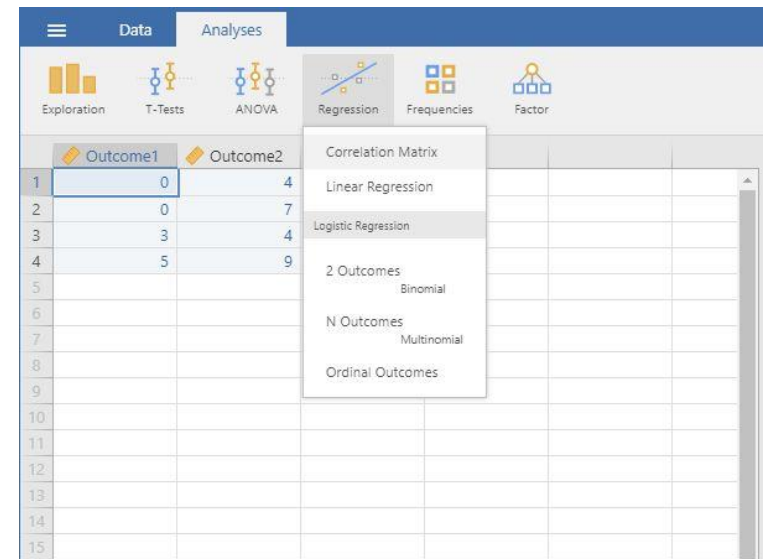 Data Analyses
Exploration T-Tests ANOVA Regression Frequencies Factor
Outcome1 Outcome2
Correlation Matrix
Linear Regression
Logistic Regression
2 Outcomes
Binomial
N Outcomes
Multinomial
Ordinal Outcomes
1 0 4
2 0 7
3 3 4
4 5 9
5
6
7
8
9
10
11
12
13
14
15